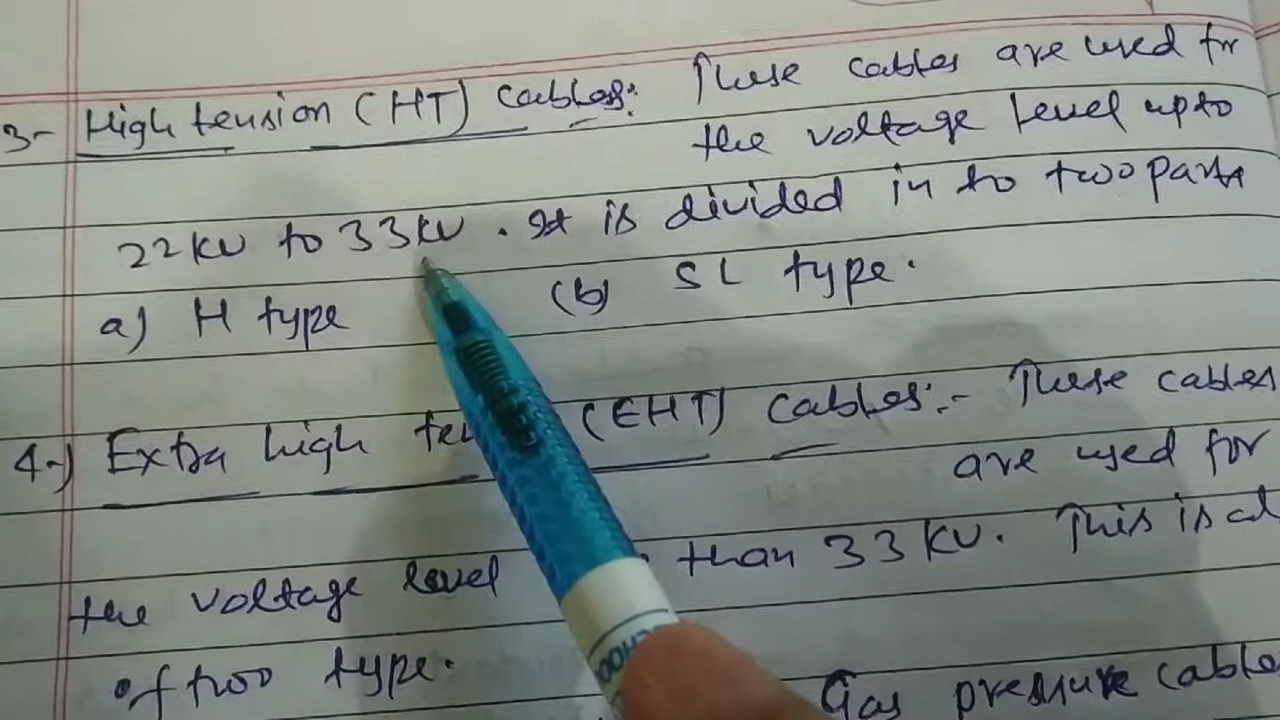 3- High tension (HT) cables: These cables are used for
the voltage level upto
22 KV to 33 KV. It is divided in to two parts
a) H type (b) SL type.
4-) Extra high (EHT) cables:- These cables
are used for
the voltage level than 33 KV. This is
of two type.
Gas pressure cables